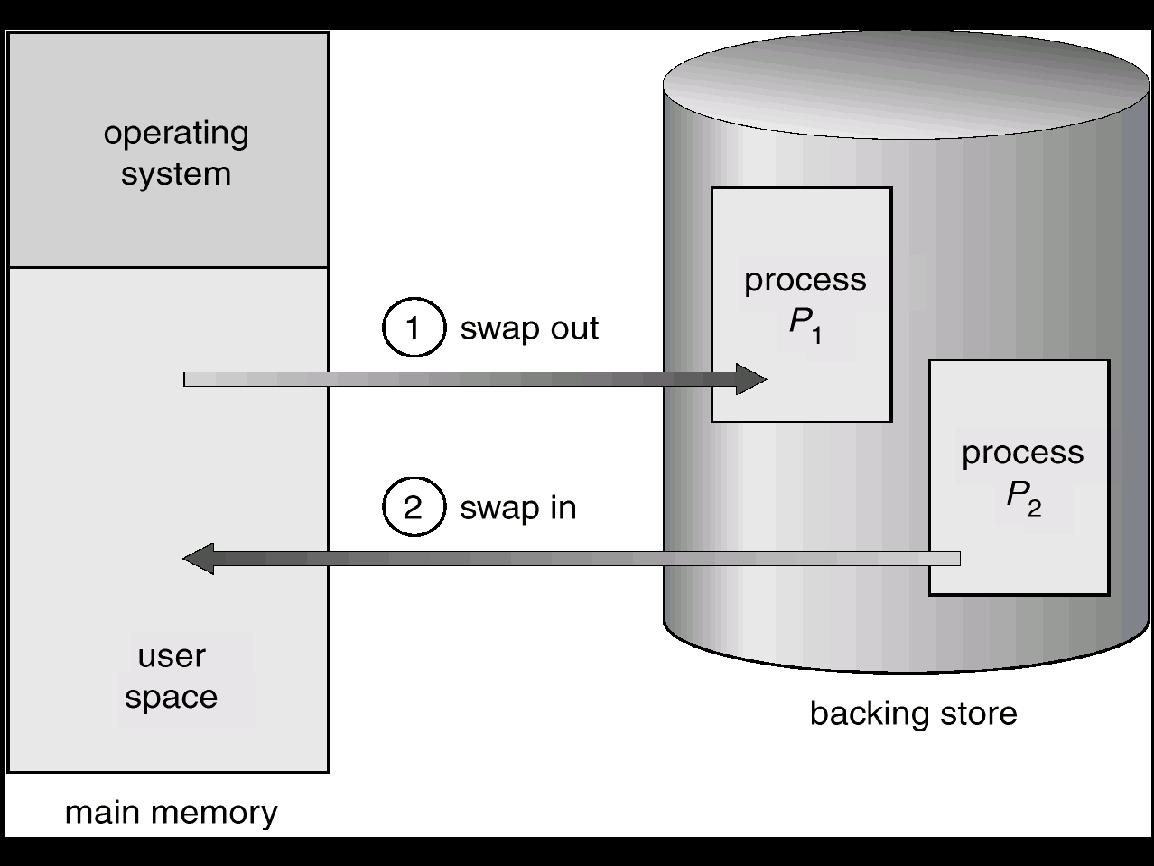 operating
system
1 swap out
process
P1
process
P2
2 swap in
user
space
backing store
main memory